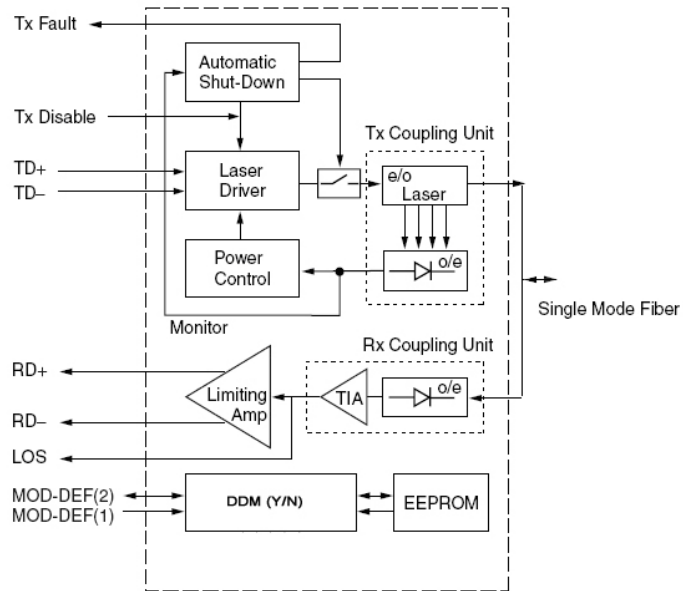 Tx Fault
Automatic
Shut-Down
Tx Disable
Tx Coupling Unit
TD+
TD–
Laser
Driver
e/o
Laser
o/e
Power
Control
Single Mode Fiber
Monitor
Rx Coupling Unit
RD+
Limiting
Amp
TIA
o/e
RD–
LOS
MOD-DEF(2)
MOD-DEF(1)
DDM (Y/N)
EEPROM